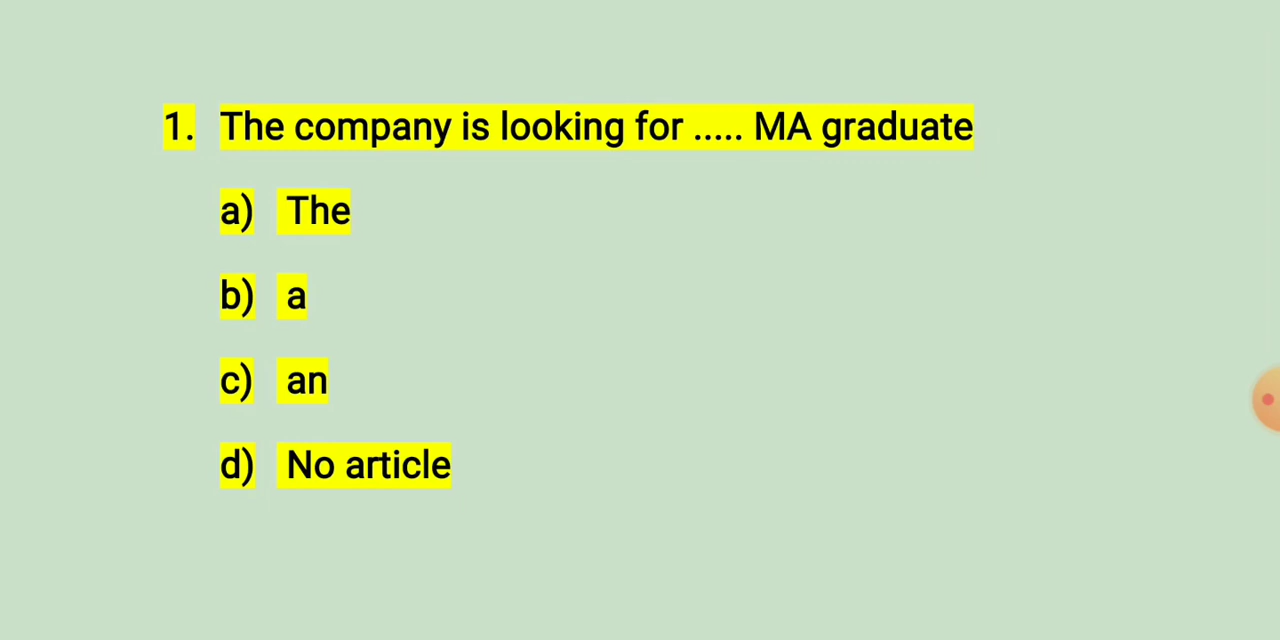 1. The company is looking for ..... MA graduate
a) The
b) a
c) an
d) No article